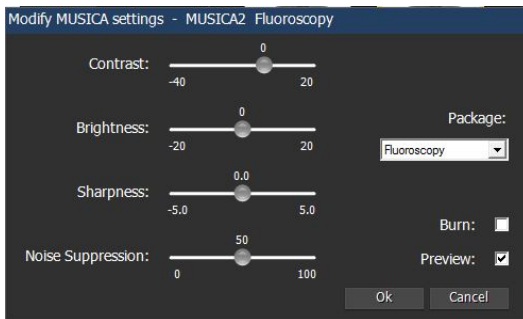 Modify MUSICA settings - MUSICA2 Fluoroscopy
0
Contrast:
-40 20
0
Brightness:
-20 20
Package:
Fluoroscopy
0.0
Sharpness:
-5.0 5.0
Burn:
50
Noise Suppression:
0 100
Preview:
Ok Cancel